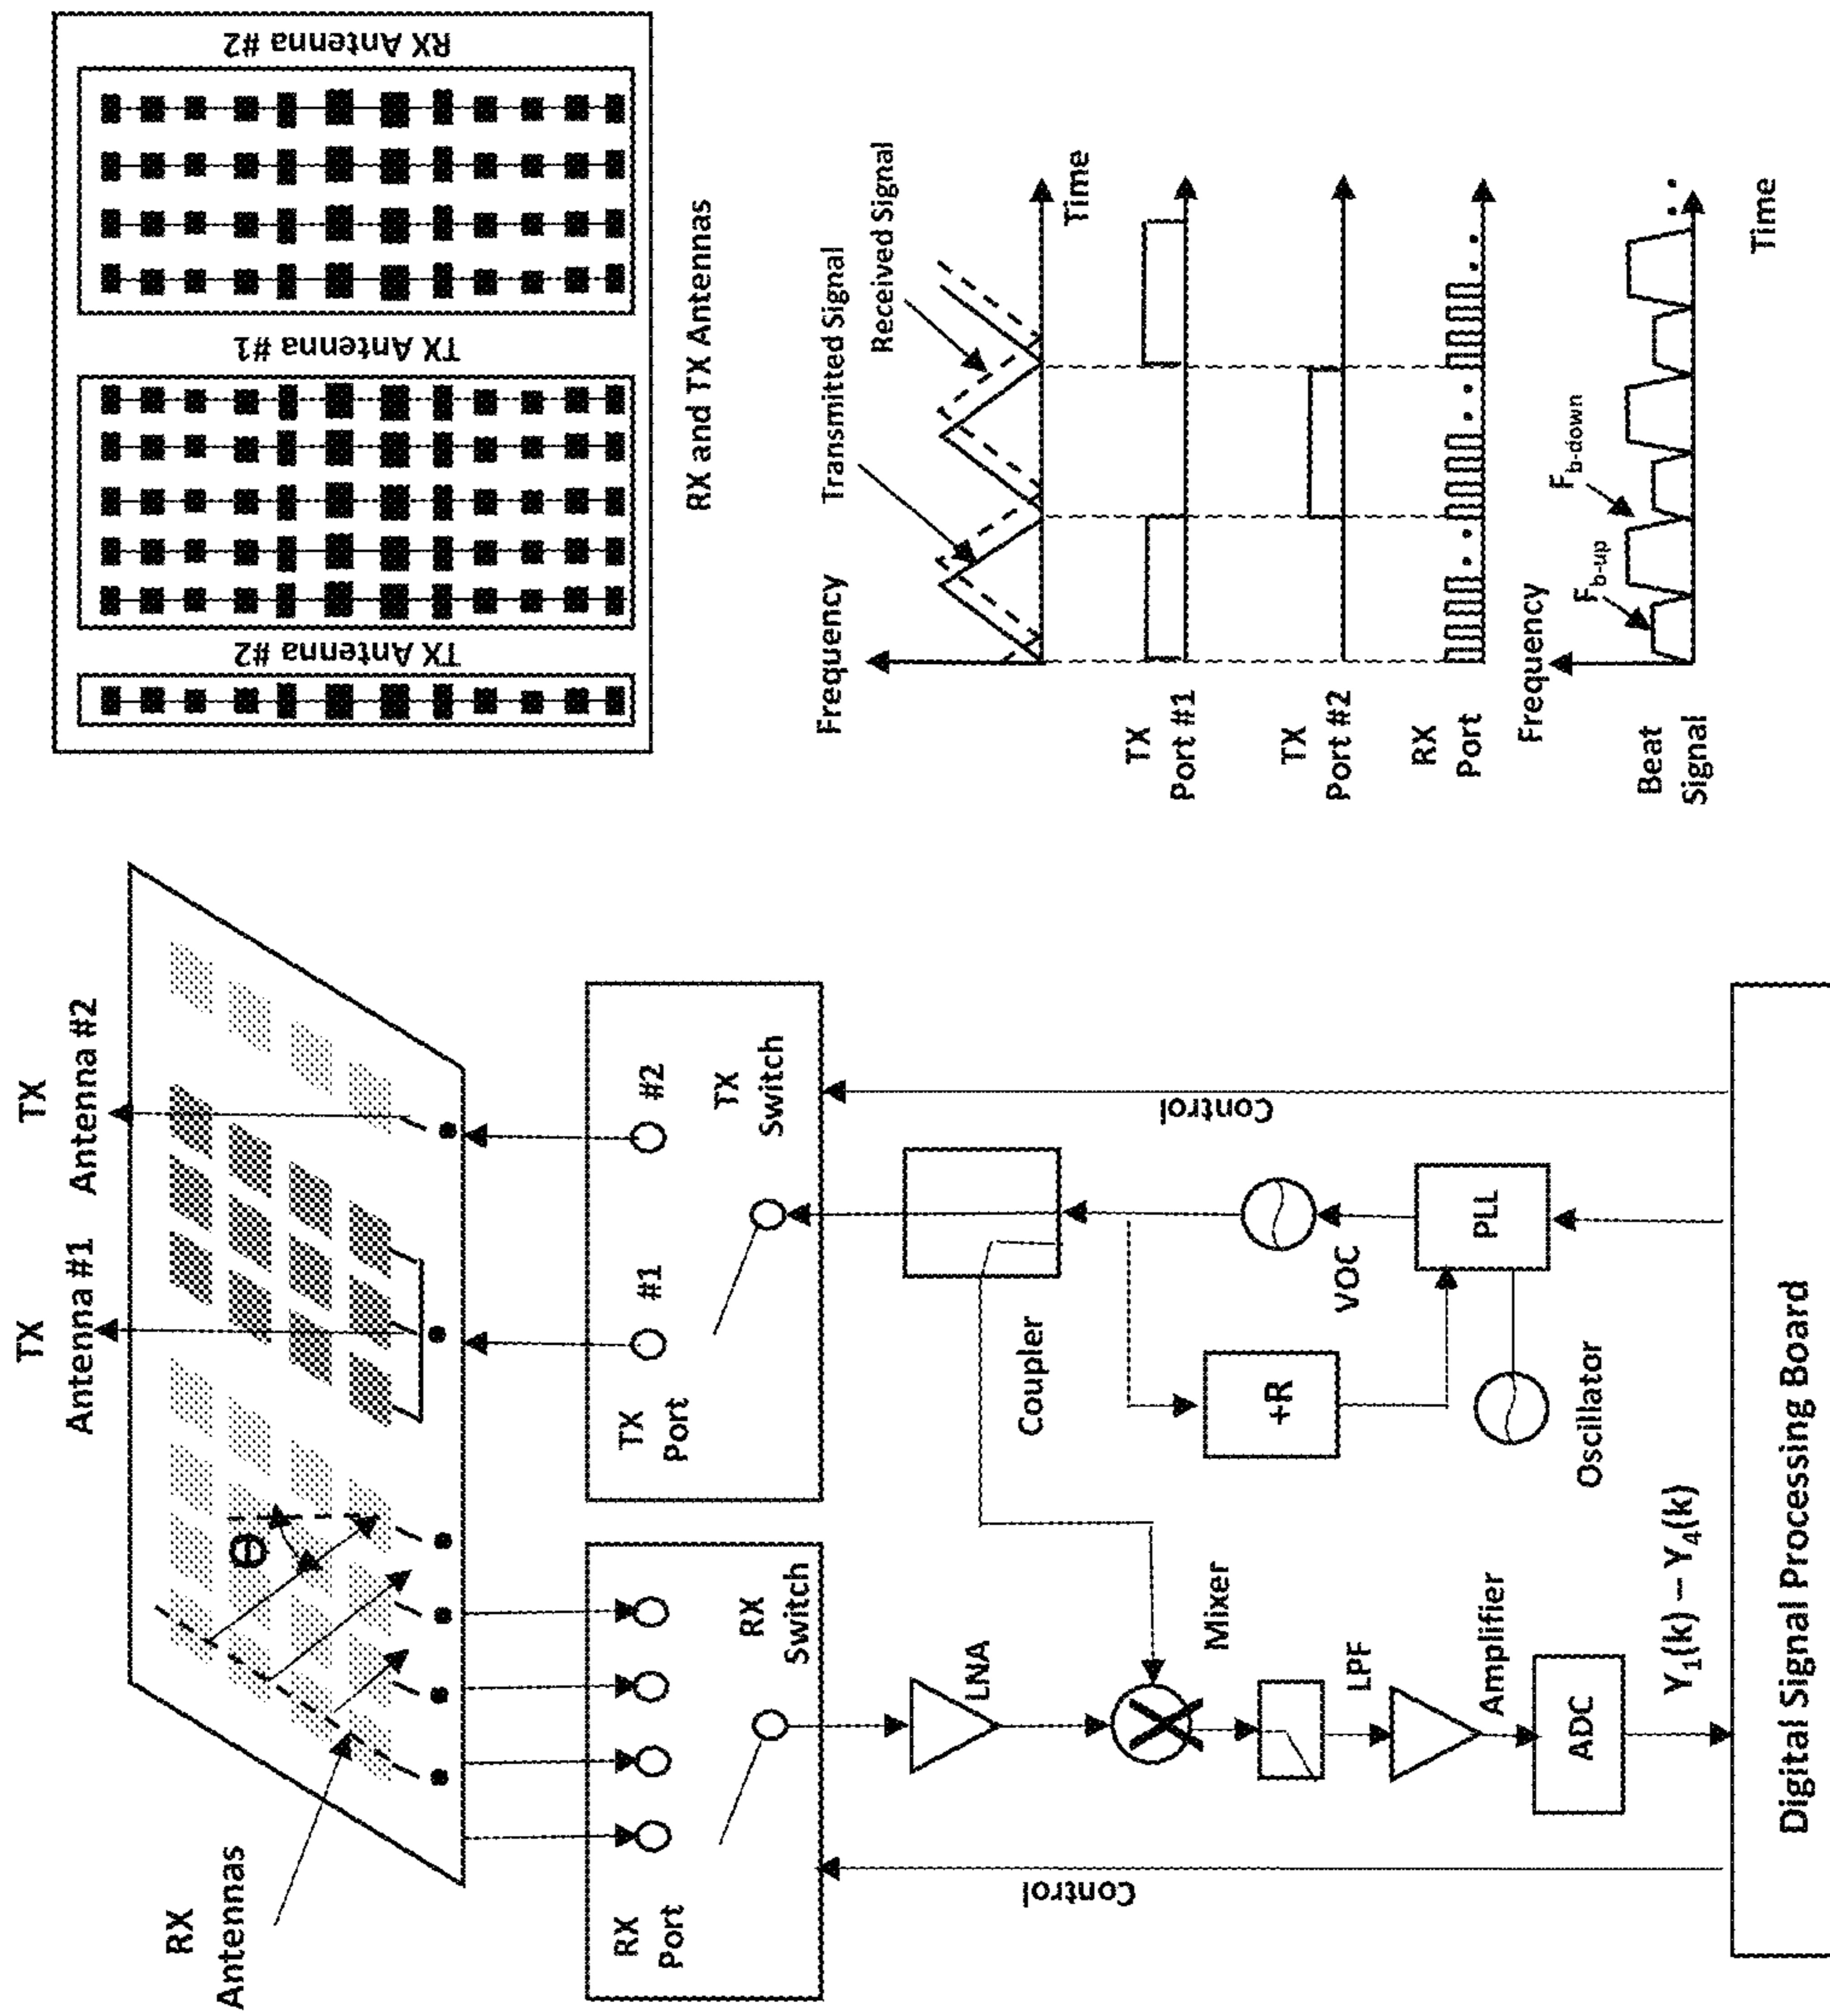 RX
Antennas
TX
Antenna #1
TX
Antenna #2
Θ
RX
Port
RX
Switch
TX
Port
#1
#2
TX
Switch
Control
LNA
Mixer
LPF
Amplifier
ADC
Y1(k) – Y4(k)
Coupler
+R
VOC
PLL
Oscillator
Control
Digital Signal Processing Board
TX Antenna #2
TX Antenna #1
RX Antenna #2
RX and TX Antennas
Frequency
Transmitted Signal
Received Signal
Time
TX
Port #1
TX
Port #2
RX
Port
Frequency
Beat
Signal
Fb-up
Fb-down
Time